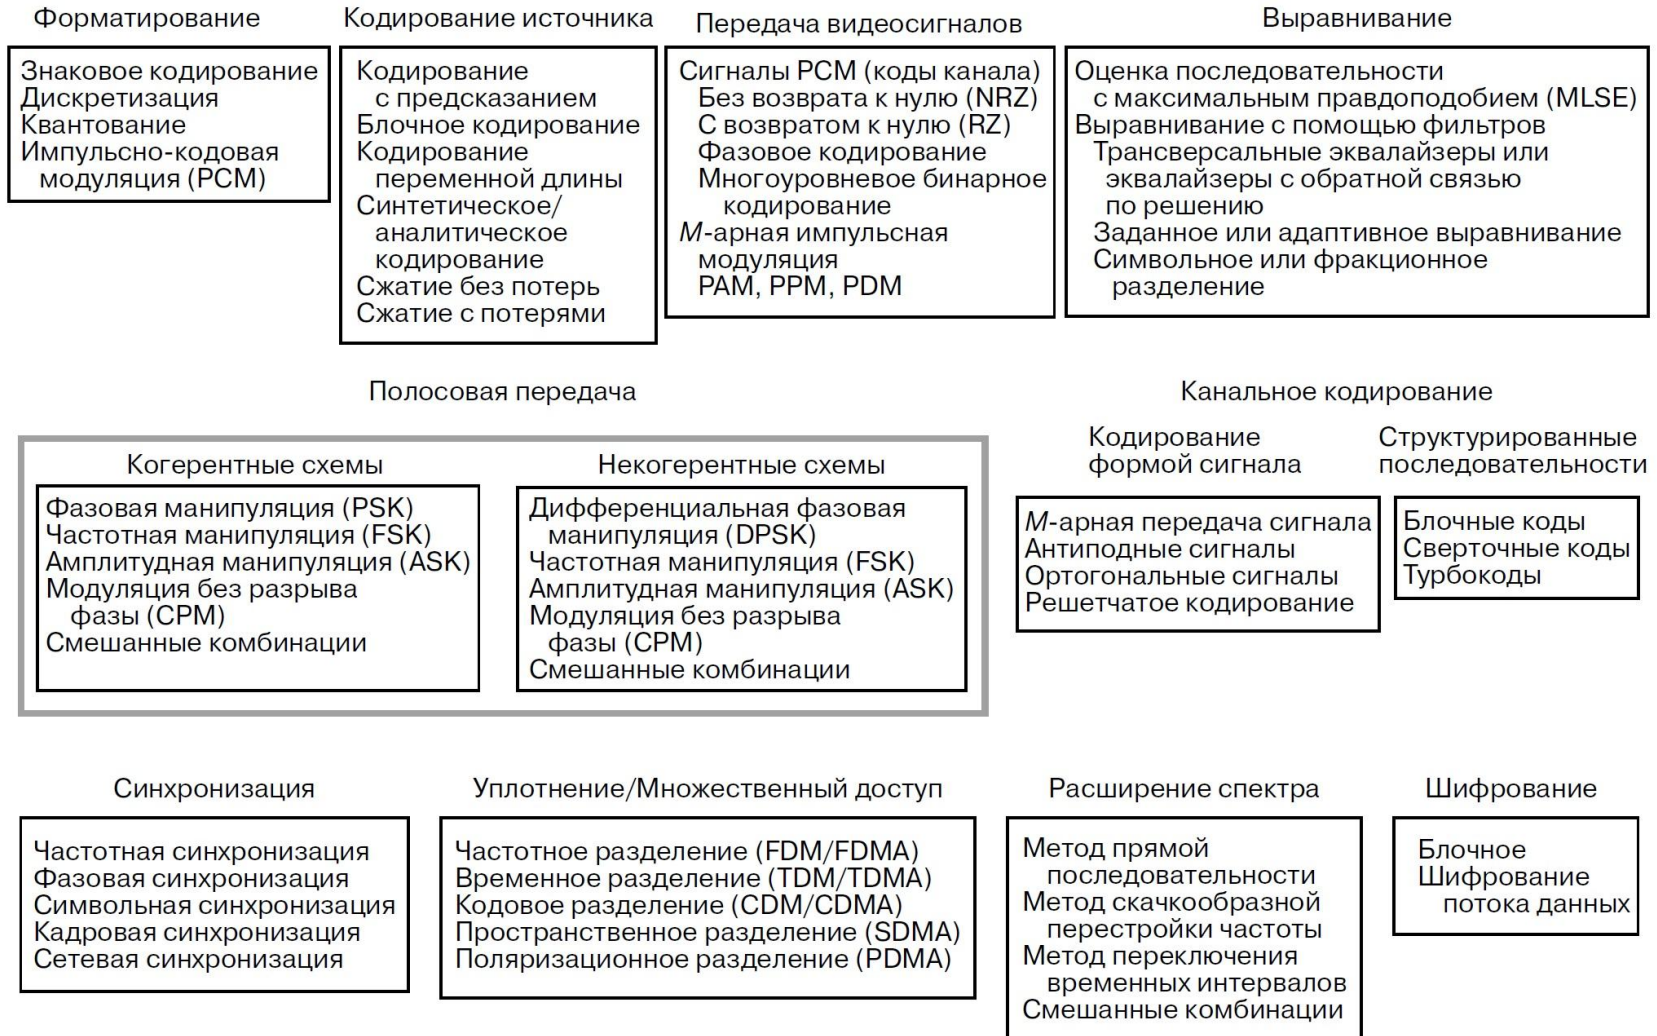 Форматирование
Знаковое кодирование
Дискретизация
Квантование
Импульсно-кодовая
модуляция (PCM)
Кодирование источника
Кодирование
с предсказанием
Блочное кодирование
Кодирование
переменной длины
Синтетическое/
аналитическое
кодирование
Сжатие без потерь
Сжатие с потерями
Передача видеосигналов
Сигналы PCM (коды канала)
Без возврата к нулю (NRZ)
С возвратом к нулю (RZ)
Фазовое кодирование
Многоуровневое бинарное
кодирование
M-арная импульсная
модуляция
PAM, PPM, PDM
Выравнивание
Оценка последовательности
с максимальным правдоподобием (MLSE)
Выравнивание с помощью фильтров
Трансверсальные эквалайзеры или
эквалайзеры с обратной связью
по решению
Заданное или адаптивное выравнивание
Символьное или фракционное
разделение
Полосовая передача
Когерентные схемы
Фазовая манипуляция (PSK)
Частотная манипуляция (FSK)
Амплитудная манипуляция (ASK)
Модуляция без разрыва
фазы (CPM)
Смешанные комбинации
Некогерентные схемы
Дифференциальная фазовая
манипуляция (DPSK)
Частотная манипуляция (FSK)
Амплитудная манипуляция (ASK)
Модуляция без разрыва
фазы (CPM)
Смешанные комбинации
Канальное кодирование
Кодирование
формой сигнала
M-арная передача сигнала
Антиподные сигналы
Ортогональные сигналы
Решетчатое кодирование
Структурированные
последовательности
Блочные коды
Сверточные коды
Турбокоды
Синхронизация
Частотная синхронизация
Фазовая синхронизация
Символьная синхронизация
Кадровая синхронизация
Сетевая синхронизация
Уплотнение/Множественный доступ
Частотное разделение (FDM/FDMA)
Временное разделение (TDM/TDMA)
Кодовое разделение (CDM/CDMA)
Пространственное разделение (SDMA)
Поляризационное разделение (PDMA)
Расширение спектра
Метод прямой
последовательности
Метод скачкообразной
перестройки частоты
Метод переключения
временных интервалов
Смешанные комбинации
Шифрование
Блочное
Шифрование
потока данных